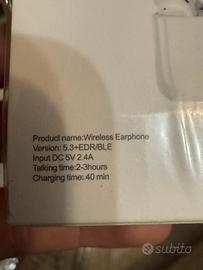 Product name:Wireless Earphone
Version: 5.3+EDR/BLE
Input DC 5V 2.4A
Talking time:2-3hours
Charging time: 40 min
subito